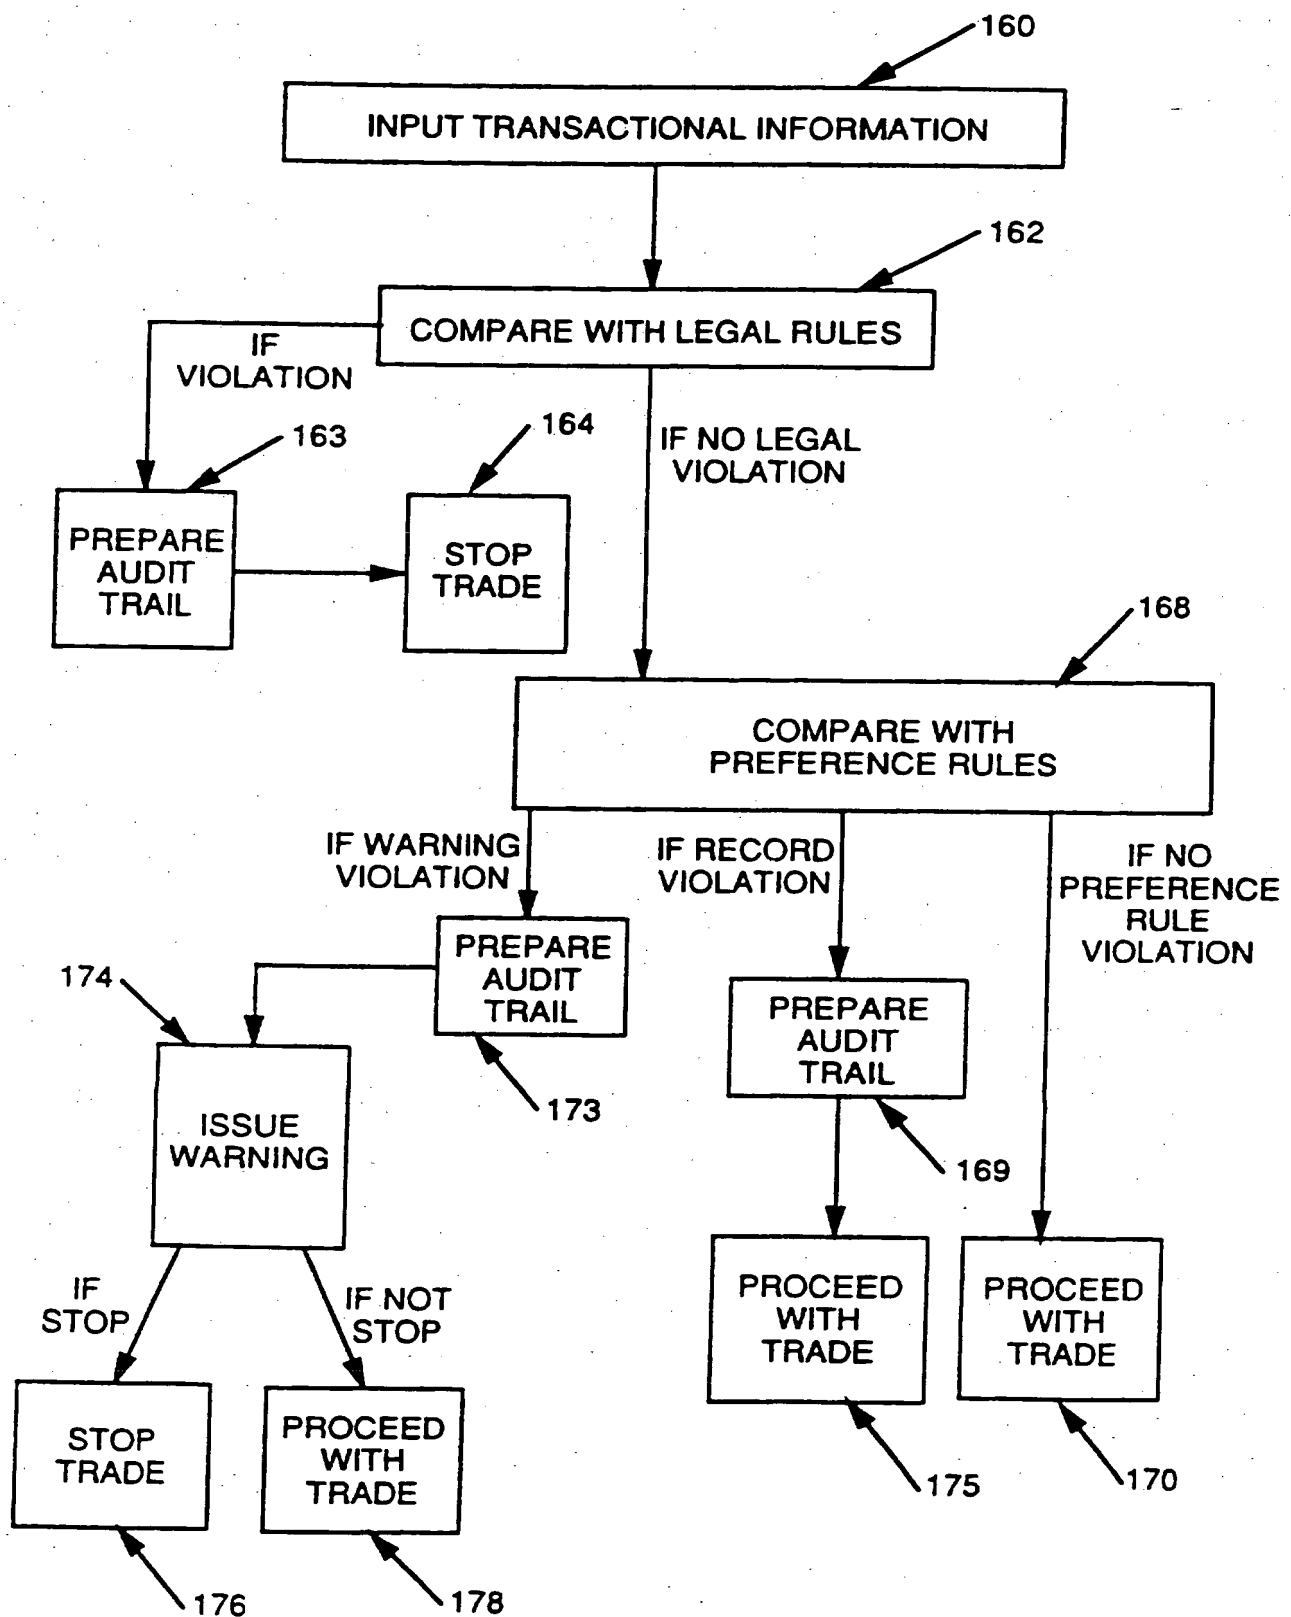 160
INPUT TRANSACTIONAL INFORMATION
162
COMPARE WITH LEGAL RULES
IF
VIOLATION
163
164
IF NO LEGAL
VIOLATION
PREPARE
AUDIT
TRAIL
STOP
TRADE
168
COMPARE WITH
PREFERENCE RULES
IF WARNING
VIOLATION
IF RECORD
VIOLATION
IF NO
PREFERENCE
RULE
VIOLATION
PREPARE
AUDIT
TRAIL
174
173
PREPARE
AUDIT
TRAIL
169
ISSUE
WARNING
IF
STOP
IF NOT
STOP
PROCEED
WITH
TRADE
PROCEED
WITH
TRADE
STOP
TRADE
PROCEED
WITH
TRADE
175
170
176
178